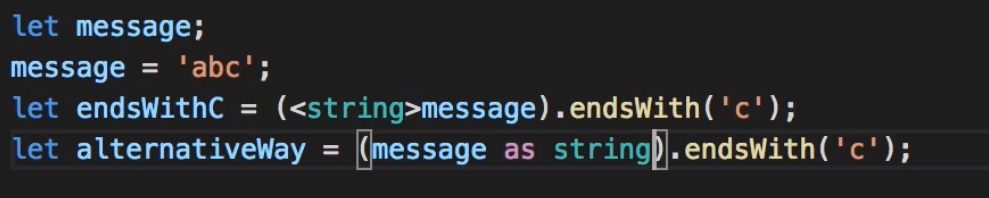 let message;
message = 'abc';
let endsWithC = (<string>message).endsWith('c');
let alternativeWay = (message as string).endsWith('c');